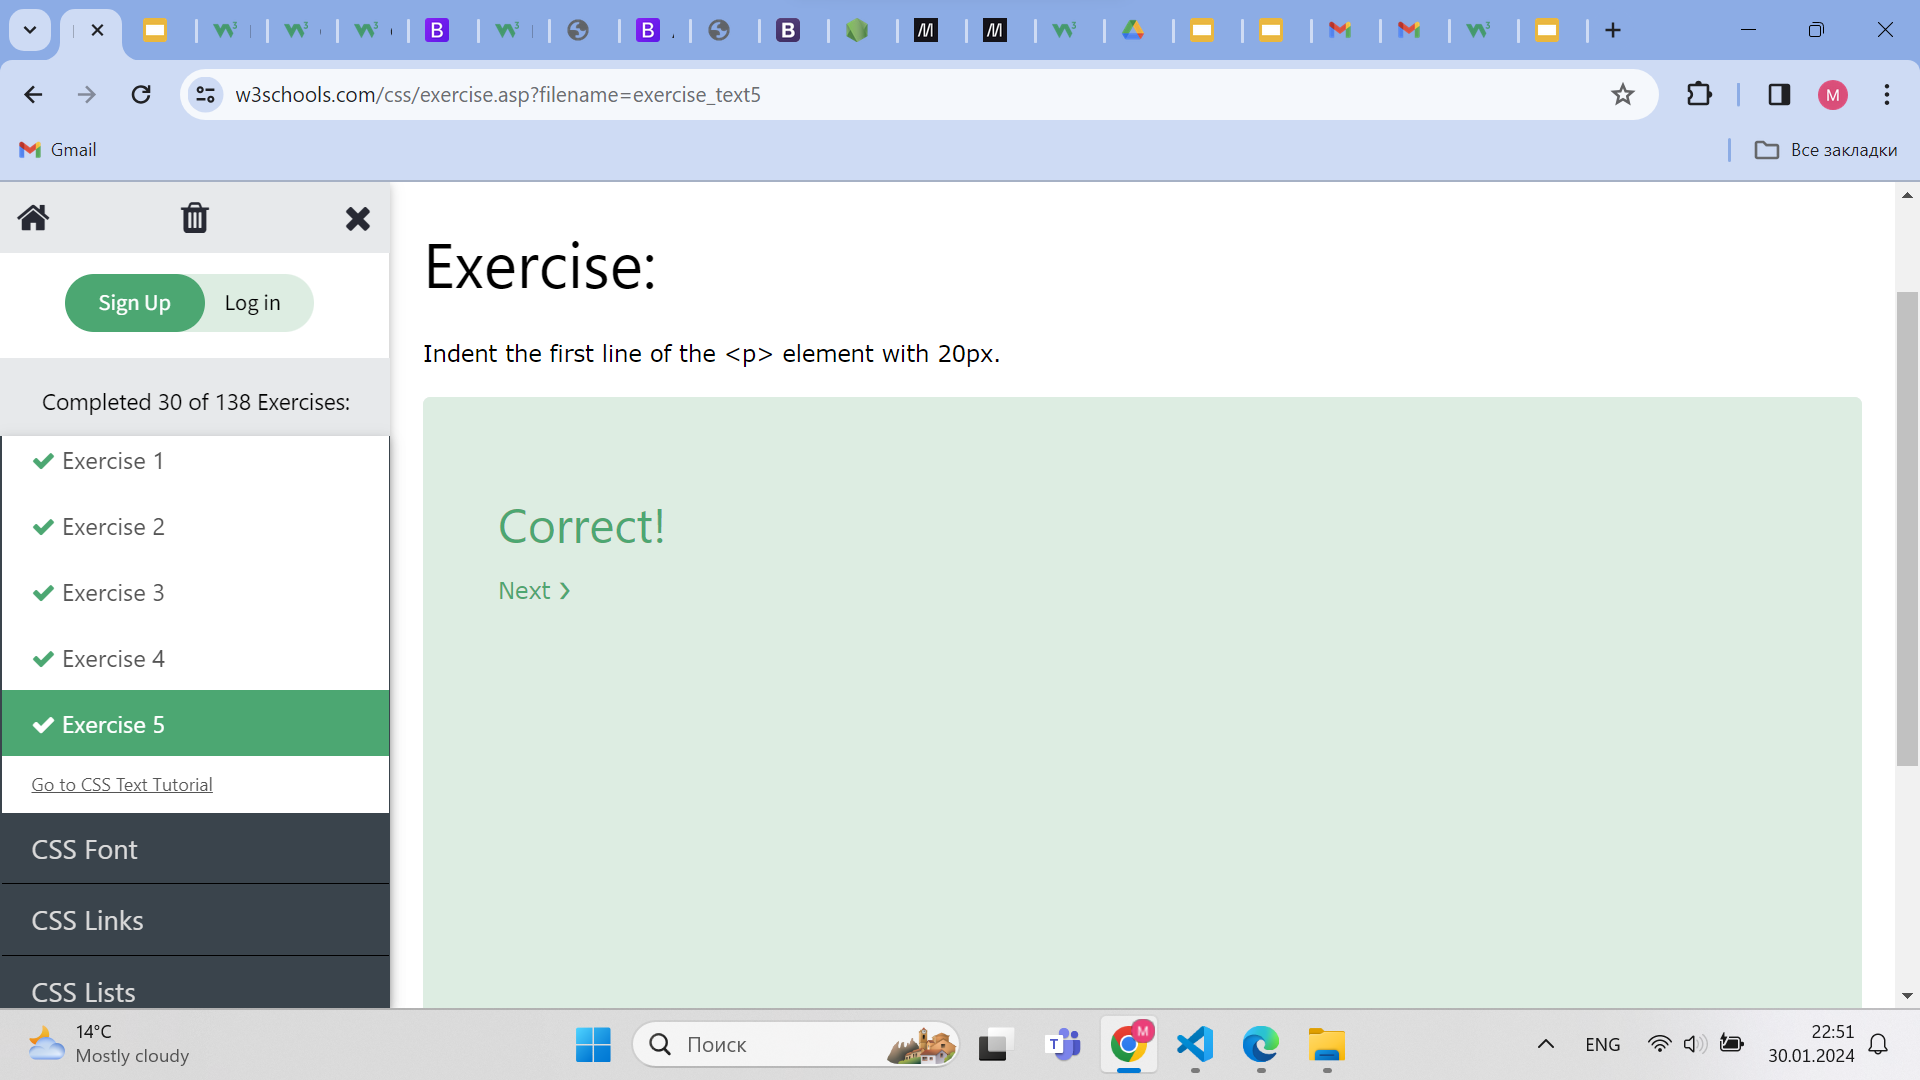 w3schools.com/css/exercise.asp?filename=exercise_text5
M
Gmail
Все закладки
Sign Up
Log in
Completed 30 of 138 Exercises:
Exercise 1
Exercise 2
Exercise 3
Exercise 4
Exercise 5
Go to CSS Text Tutorial
CSS Font
CSS Links
CSS Lists
Exercise:
Indent the first line of the <p> element with 20px.
Correct!
Next ❯
14°C
Mostly cloudy
Поиск
ENG
22:51
30.01.2024